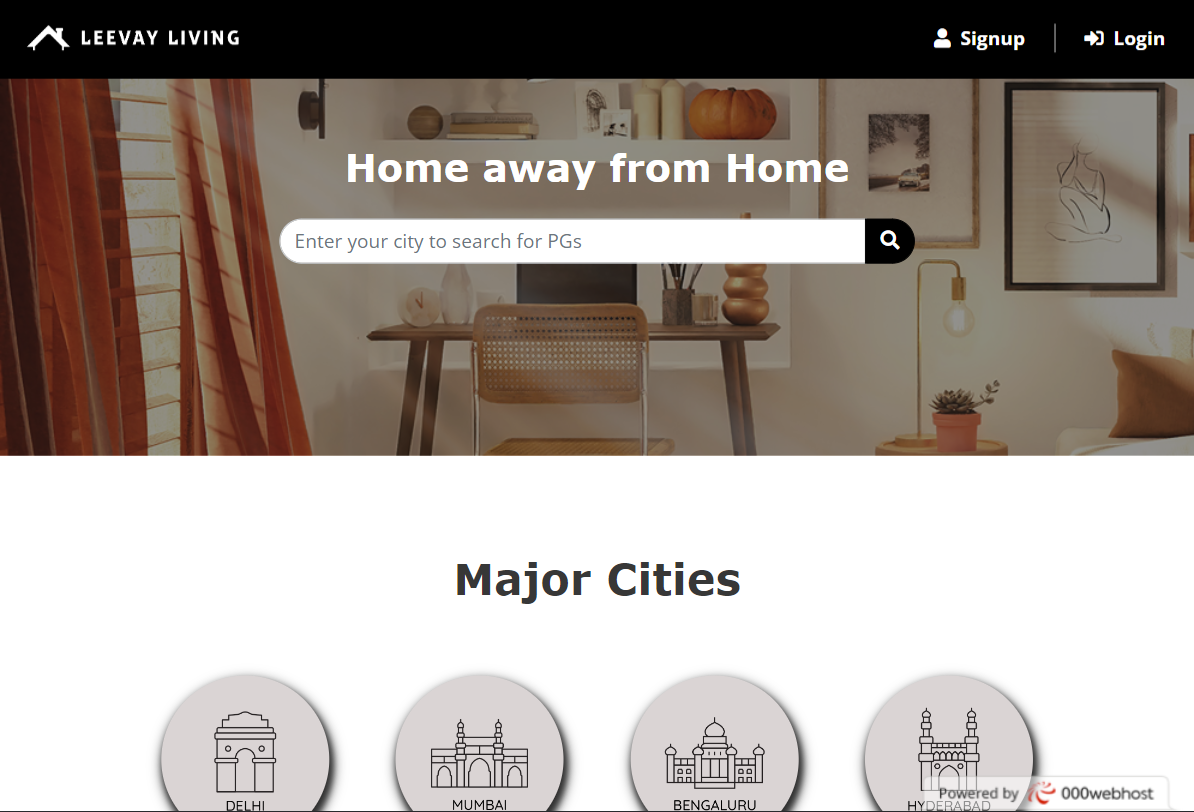 LEEVAY LIVING
Signup
Login
Home away from Home
Enter your city to search for PGs
Major Cities
DELHI
MUMBAI
BENGALURU
HYDERABAD
Powered by 000webhost